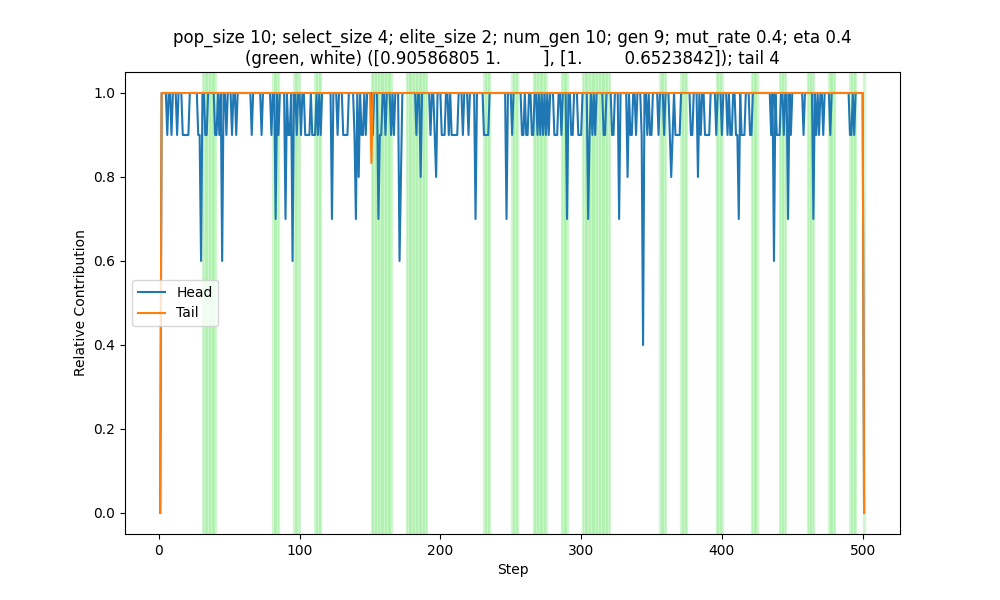 pop_size 10; select_size 4; elite_size 2; num_gen 10; gen 9; mut_rate 0.4; eta 0.4
(green, white) ([0.90586805 1.         ], [1.         0.6523842]); tail 4
1.0
0.8
0.6
0.4
0.2
0.0
Relative Contribution
Head
Tail
0
100
200
300
400
500
Step